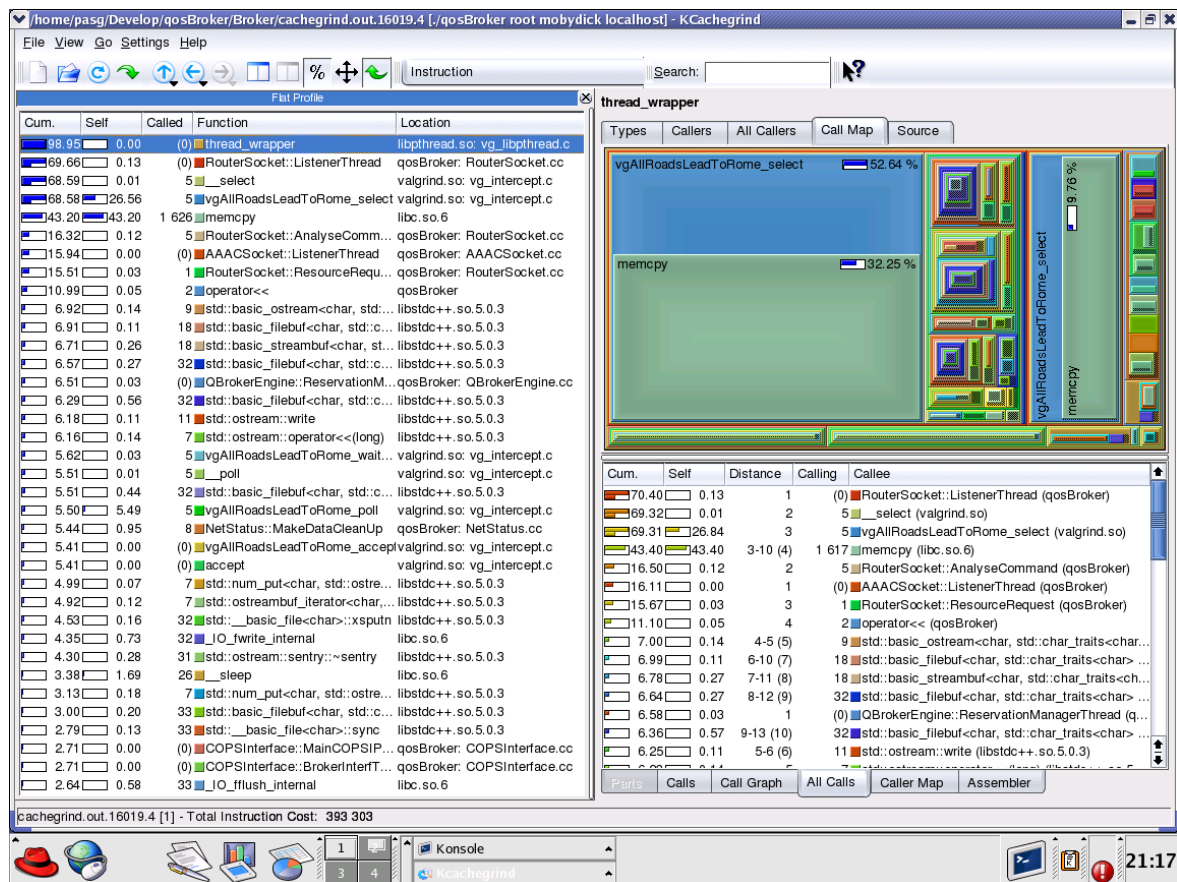 /home/pasg/Develop/qosBroker/Broker/cachegrind.out.16019.4 [./qosBroker root mobydick localhost] - KCachegrind
File View Go Settings Help
% Instruction Search:
Flat Profile
Cum. Self Called Function Location
98.95 0.00 (0) thread_wrapper libpthread.so: vg_libpthread.c
69.66 0.13 (0) RouterSocket::ListenerThread qosBroker: RouterSocket.cc
68.59 0.01 5 __select valgrind.so: vg_intercept.c
68.58 26.56 5 vgAllRoadsLeadToRome_select valgrind.so: vg_intercept.c
43.20 43.20 1 626 memcpy libc.so.6
16.32 0.12 5 RouterSocket::AnalyseComm... qosBroker: RouterSocket.cc
15.94 0.00 (0) AAACSocket::ListenerThread qosBroker: AAACSocket.cc
15.51 0.03 1 RouterSocket::ResourceRequ... qosBroker: RouterSocket.cc
10.99 0.05 2 operator<< qosBroker
6.92 0.14 9 std::basic_ostream<char, std:... libstdc++.so.5.0.3
6.91 0.11 18 std::basic_filebuf<char, std::c... libstdc++.so.5.0.3
6.71 0.26 18 std::basic_streambuf<char, st... libstdc++.so.5.0.3
6.57 0.27 32 std::basic_filebuf<char, std::c... libstdc++.so.5.0.3
6.51 0.03 (0) QBrokerEngine::ReservationM... qosBroker: QBrokerEngine.cc
6.29 0.56 32 std::basic_filebuf<char, std::c... libstdc++.so.5.0.3
6.18 0.11 11 std::ostream::write libstdc++.so.5.0.3
6.16 0.14 7 std::ostream::operator<<(long) libstdc++.so.5.0.3
5.62 0.03 5 vgAllRoadsLeadToRome_wait... valgrind.so: vg_intercept.c
5.51 0.01 5 __poll valgrind.so: vg_intercept.c
5.51 0.44 32 std::basic_filebuf<char, std::c... libstdc++.so.5.0.3
5.50 5.49 5 vgAllRoadsLeadToRome_poll valgrind.so: vg_intercept.c
5.44 0.95 8 NetStatus::MakeDataCleanUp qosBroker: NetStatus.cc
5.41 0.00 (0) vgAllRoadsLeadToRome_accept valgrind.so: vg_intercept.c
5.41 0.00 (0) accept valgrind.so: vg_intercept.c
4.99 0.07 7 std::num_put<char, std::ostre... libstdc++.so.5.0.3
4.92 0.12 7 std::ostreambuf_iterator<char,... libstdc++.so.5.0.3
4.53 0.16 32 std::__basic_file<char>::xsputn libstdc++.so.5.0.3
4.35 0.73 32 _IO_fwrite_internal libc.so.6
4.30 0.28 31 std::ostream::sentry::~sentry libstdc++.so.5.0.3
3.38 1.69 26 __sleep libc.so.6
3.13 0.18 7 std::num_put<char, std::ostre... libstdc++.so.5.0.3
3.00 0.20 33 std::basic_filebuf<char, std::c... libstdc++.so.5.0.3
2.79 0.13 33 std::__basic_file<char>::sync libstdc++.so.5.0.3
2.71 0.00 (0) COPSInterface::MainCOPSIP... qosBroker: COPSInterface.cc
2.71 0.00 (0) COPSInterface::BrokerInterfT... qosBroker: COPSInterface.cc
2.64 0.58 33 _IO_fflush_internal libc.so.6
thread_wrapper
Types Callers All Callers Call Map Source
vgAllRoadsLeadToRome_select 52.64 %
memcpy 32.25 %
vgAllRoadsLeadToRome_select
memcpy 9.76 %
Cum. Self Distance Calling Callee
70.40 0.13 1 (0) RouterSocket::ListenerThread (qosBroker)
69.32 0.01 2 5 __select (valgrind.so)
69.31 26.84 3 5 vgAllRoadsLeadToRome_select (valgrind.so)
43.40 43.40 3-10 (4) 1 617 memcpy (libc.so.6)
16.50 0.12 2 5 RouterSocket::AnalyseCommand (qosBroker)
16.11 0.00 1 (0) AAACSocket::ListenerThread (qosBroker)
15.67 0.03 3 1 RouterSocket::ResourceRequest (qosBroker)
11.10 0.05 4 2 operator<< (qosBroker)
7.00 0.14 4-5 (5) 9 std::basic_ostream<char, std::char_traits<char...
6.99 0.11 6-10 (7) 18 std::basic_filebuf<char, std::char_traits<char> ...
6.78 0.27 7-11 (8) 18 std::basic_streambuf<char, std::char_traits<ch...
6.64 0.27 8-12 (9) 32 std::basic_filebuf<char, std::char_traits<char> ...
6.58 0.03 1 (0) QBrokerEngine::ReservationManagerThread (q...
6.36 0.57 9-13 (10) 32 std::basic_filebuf<char, std::char_traits<char> ...
6.25 0.11 5-6 (6) 11 std::ostream::write (libstdc++.so.5.0.3)
Parts Calls Call Graph All Calls Caller Map Assembler
cachegrind.out.16019.4 [1] - Total Instruction Cost: 393 303
1 3 4
Konsole
Kcachegrind
21:17